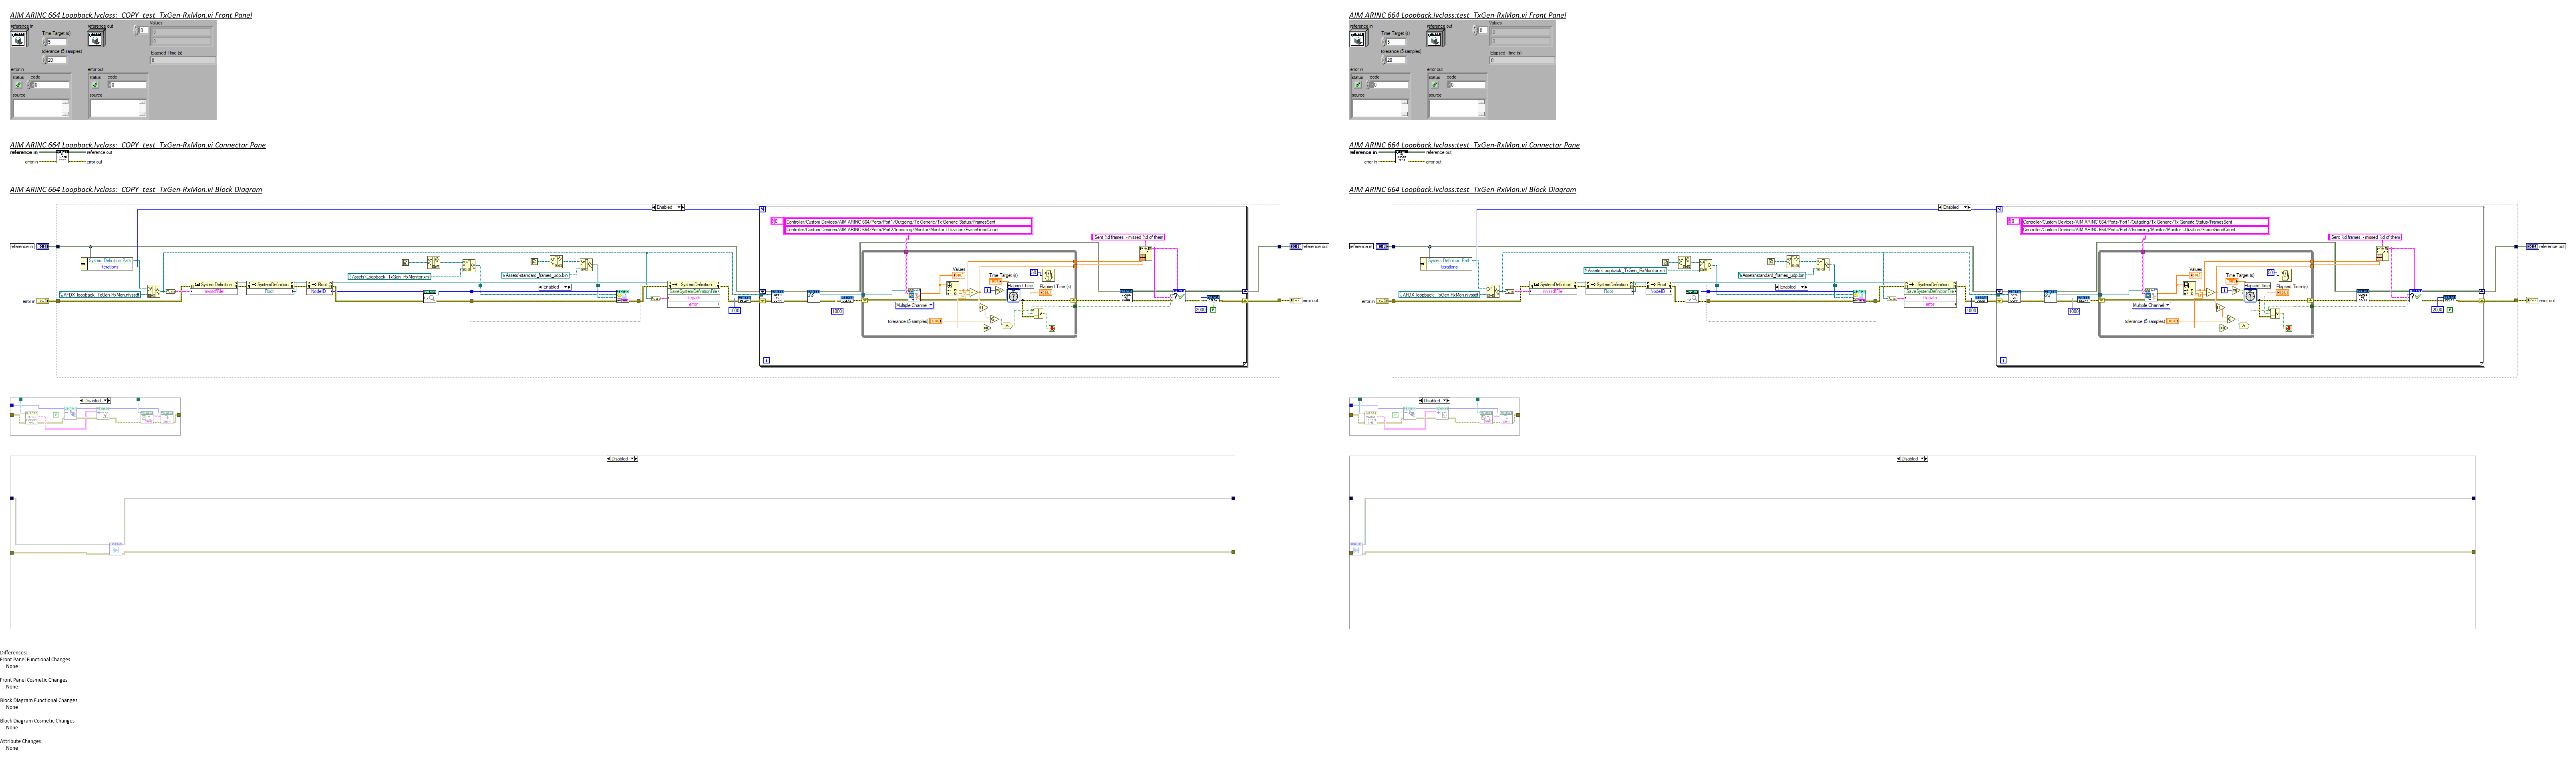 AIM ARINC 664 Loopback.lvclass:_COPY_test_TxGen-RxMon.vi Front Panel
reference in
reference out
Values
0
Time Target (s)
5
tolerance (5 samples)
20
Elapsed Time (s)
0
error in
error out
status code
0
status code
0
source
source
AIM ARINC 664 Loopback.lvclass:_COPY_test_TxGen-RxMon.vi Connector Pane
reference in
reference out
error in
error out
AIM ARINC 664 Loopback.lvclass:_COPY_test_TxGen-RxMon.vi Block Diagram
Enabled
Controller/Custom Devices/AIM ARINC 664/Ports/Port1/Outgoing/Tx Generic/Tx Generic Status/FramesSent
Controller/Custom Devices/AIM ARINC 664/Ports/Port2/Incoming/Monitor/Monitor Utilization/FrameGoodCount
Sent %d frames - missed %d of them
reference in
reference out
System Definition Path
iterations
\\Assets\Loopback_TxGen_RxMonitor.xml
\\Assets\standard_frames_udp.bin
Values
Time Target (s)
Elapsed Time
Elapsed Time (s)
SystemDefinition
nivssdfFile
SystemDefinition
Root
Root
NodeID
Enabled
SystemDefinition
SaveSystemDefinitionFile
Filepath
error
\\AFDX_loopback_TxGen-RxMon.nivssdf
error in
error out
1000
1000
Multiple Channel
tolerance (5 samples)
2000
Disabled
Disabled
Differences:
Front Panel Functional Changes
None
Front Panel Cosmetic Changes
None
Block Diagram Functional Changes
None
Block Diagram Cosmetic Changes
None
Attribute Changes
None
AIM ARINC 664 Loopback.lvclass:test_TxGen-RxMon.vi Front Panel
reference in
reference out
Values
0
Time Target (s)
5
tolerance (5 samples)
20
Elapsed Time (s)
0
error in
error out
status code
0
status code
0
source
source
AIM ARINC 664 Loopback.lvclass:test_TxGen-RxMon.vi Connector Pane
reference in
reference out
error in
error out
AIM ARINC 664 Loopback.lvclass:test_TxGen-RxMon.vi Block Diagram
Enabled
Controller/Custom Devices/AIM ARINC 664/Ports/Port1/Outgoing/Tx Generic/Tx Generic Status/FramesSent
Controller/Custom Devices/AIM ARINC 664/Ports/Port2/Incoming/Monitor/Monitor Utilization/FrameGoodCount
Sent %d frames - missed %d of them
reference in
reference out
System Definition Path
iterations
\\Assets\Loopback_TxGen_RxMonitor.xml
\\Assets\standard_frames_udp.bin
Values
Time Target (s)
Elapsed Time
Elapsed Time (s)
SystemDefinition
nivssdfFile
SystemDefinition
Root
Root
NodeID
Enabled
SystemDefinition
SaveSystemDefinitionFile
Filepath
error
\\AFDX_loopback_TxGen-RxMon.nivssdf
error in
error out
1000
1000
Multiple Channel
tolerance (5 samples)
2000
Disabled
Disabled